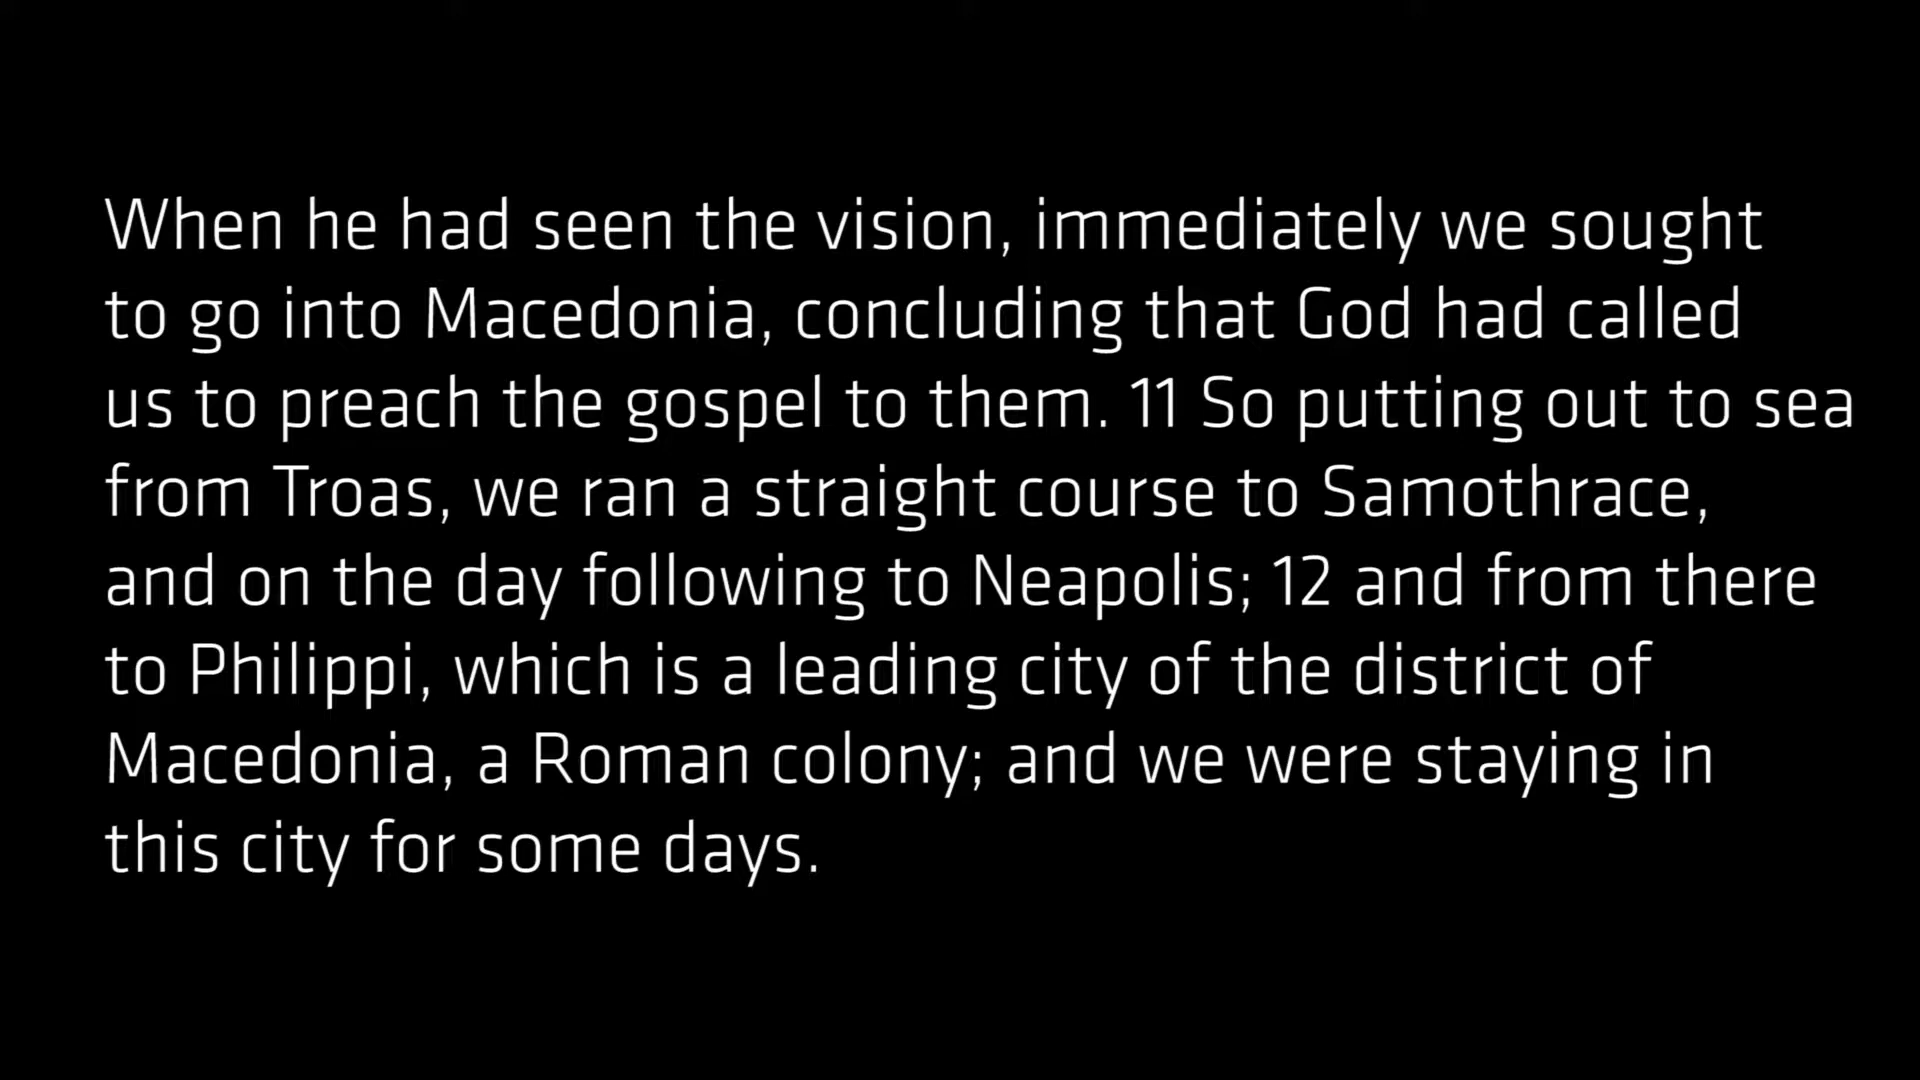 When he had seen the vision, immediately we sought
to go into Macedonia, concluding that God had called
us to preach the gospel to them. 11 So putting out to sea
from Troas, we ran a straight course to Samothrace,
and on the day following to Neapolis; 12 and from there
to Philippi, which is a leading city of the district of
Macedonia, a Roman colony; and we were staying in
this city for some days.